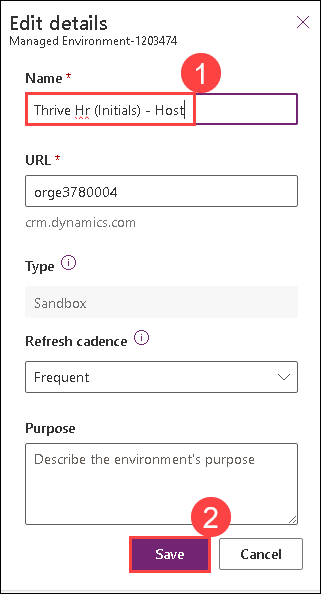 Edit details
Managed Environment-1203474
Name *
1
Thrive Hr (Initials) - Host
URL *
orge3780004
crm.dynamics.com
Type
Sandbox
Refresh cadence
Frequent
Purpose
Describe the environment's purpose
2
Save Cancel